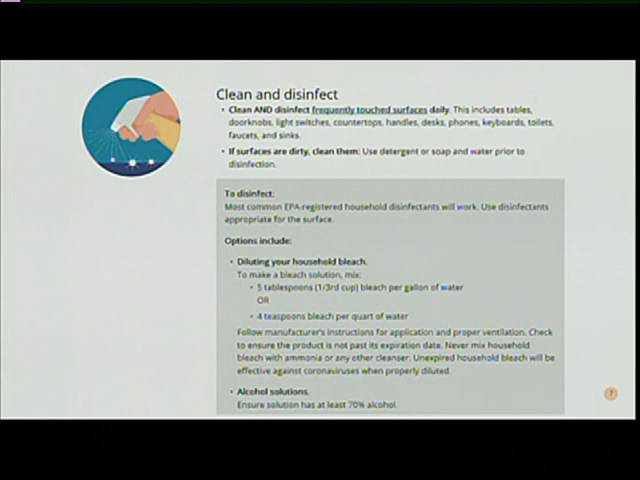 Clean and disinfect
• Clean AND disinfect frequently touched surfaces daily. This includes tables,
doorknobs, light switches, countertops, handles, desks, phones, keyboards, toilets,
faucets, and sinks.
• If surfaces are dirty, clean them: Use detergent or soap and water prior to
disinfection.
To disinfect:
Most common EPA-registered household disinfectants will work. Use disinfectants
appropriate for the surface.
Options include:
• Diluting your household bleach.
To make a bleach solution, mix:
• 5 tablespoons (1/3rd cup) bleach per gallon of water
OR
• 4 teaspoons bleach per quart of water
Follow manufacturer's instructions for application and proper ventilation. Check
to ensure the product is not past its expiration date. Never mix household
bleach with ammonia or any other cleanser. Unexpired household bleach will be
effective against coronaviruses when properly diluted.
• Alcohol solutions.
Ensure solution has at least 70% alcohol.
7